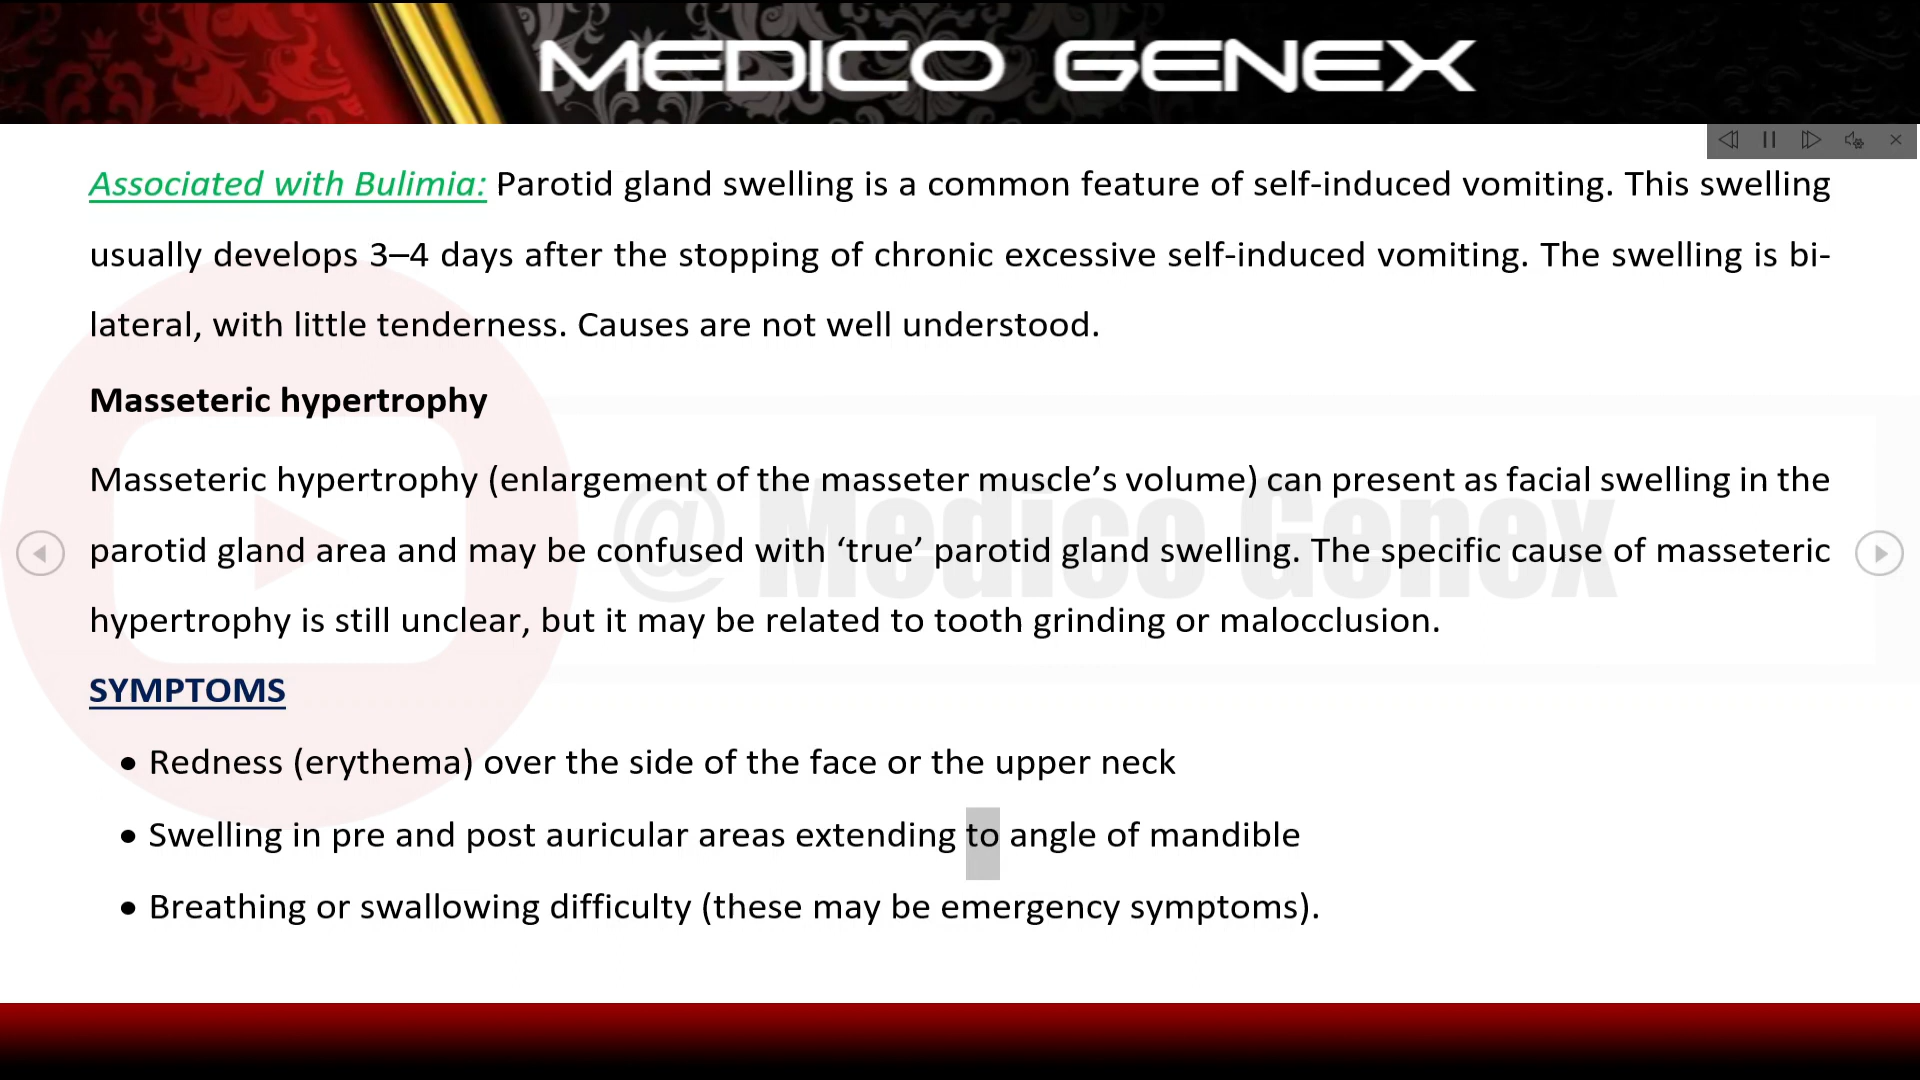 MEDICO GENEX
Associated with Bulimia: Parotid gland swelling is a common feature of self-induced vomiting. This swelling
usually develops 3–4 days after the stopping of chronic excessive self-induced vomiting. The swelling is bi-
lateral, with little tenderness. Causes are not well understood.
Masseteric hypertrophy
Masseteric hypertrophy (enlargement of the masseter muscle’s volume) can present as facial swelling in the
parotid gland area and may be confused with ‘true’ parotid gland swelling. The specific cause of masseteric
@ Medico Genex
hypertrophy is still unclear, but it may be related to tooth grinding or malocclusion.
SYMPTOMS
• Redness (erythema) over the side of the face or the upper neck
• Swelling in pre and post auricular areas extending to angle of mandible
• Breathing or swallowing difficulty (these may be emergency symptoms).